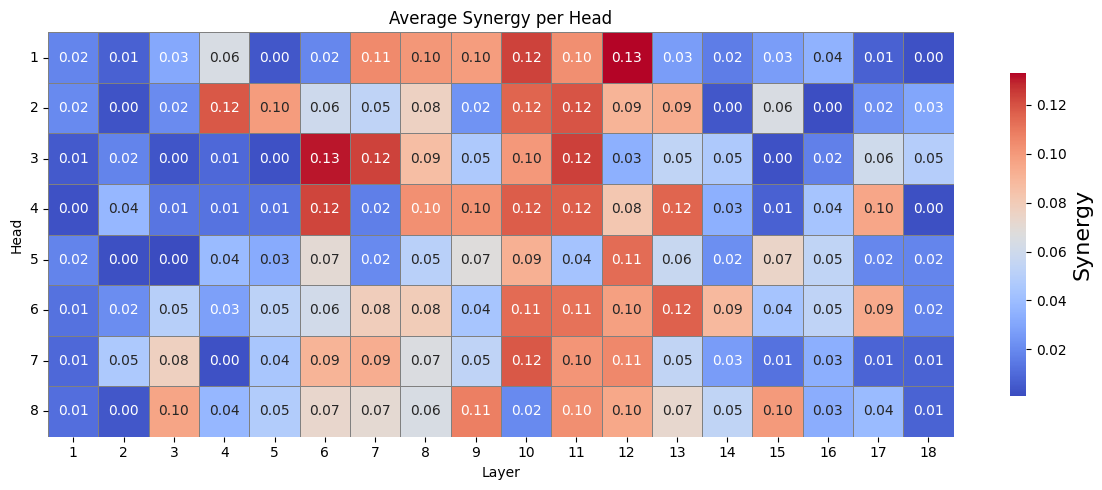 Average Synergy per Head
1 0.02 0.01 0.03 0.06 0.00 0.02 0.11 0.10 0.10 0.12 0.10 0.13 0.03 0.02 0.03 0.04 0.01 0.00
2 0.02 0.00 0.02 0.12 0.10 0.06 0.05 0.08 0.02 0.12 0.12 0.09 0.09 0.00 0.06 0.00 0.02 0.03
3 0.01 0.02 0.00 0.01 0.00 0.13 0.12 0.09 0.05 0.10 0.12 0.03 0.05 0.05 0.00 0.02 0.06 0.05
4 0.00 0.04 0.01 0.01 0.01 0.12 0.02 0.10 0.10 0.12 0.12 0.08 0.12 0.03 0.01 0.04 0.10 0.00
5 0.02 0.00 0.00 0.04 0.03 0.07 0.02 0.05 0.07 0.09 0.04 0.11 0.06 0.02 0.07 0.05 0.02 0.02
6 0.01 0.02 0.05 0.03 0.05 0.06 0.08 0.08 0.04 0.11 0.11 0.10 0.12 0.09 0.04 0.05 0.09 0.02
7 0.01 0.05 0.08 0.00 0.04 0.09 0.09 0.07 0.05 0.12 0.10 0.11 0.05 0.03 0.01 0.03 0.01 0.01
8 0.01 0.00 0.10 0.04 0.05 0.07 0.07 0.06 0.11 0.02 0.10 0.10 0.07 0.05 0.10 0.03 0.04 0.01
1 2 3 4 5 6 7 8 9 10 11 12 13 14 15 16 17 18
Layer
Head
0.12
0.10
0.08
0.06
0.04
0.02
Synergy